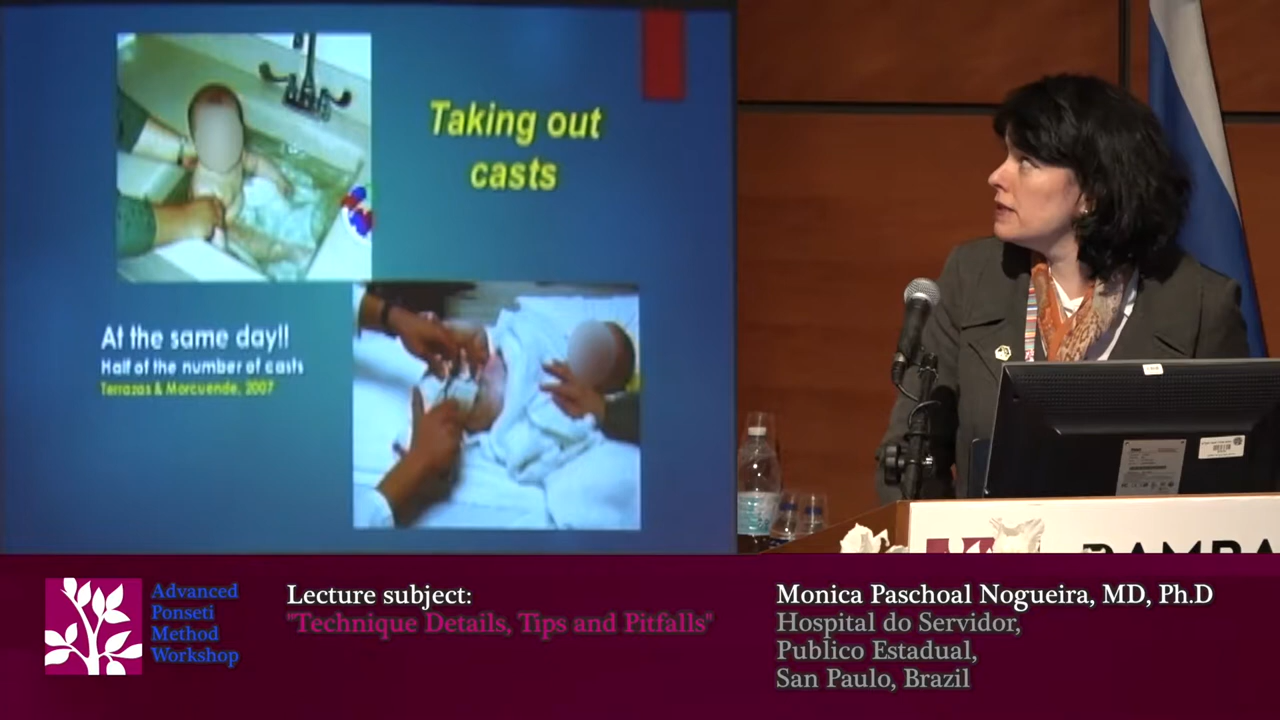 Taking out
casts
At the same day!!
Half of the number of casts
Terrazas & Morcuende, 2007
Advanced
Ponseti
Method
Workshop
Lecture subject:
"Technique Details, Tips and Pitfalls"
Monica Paschoal Nogueira, MD, Ph.D
Hospital do Servidor,
Publico Estadual,
San Paulo, Brazil